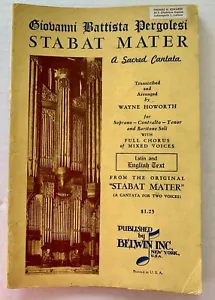 Giovanni Battista Pergolesi
STABAT MATER
A Sacred Cantata
Transcribed
and
Arranged
by
WAYNE HOWORTH
for
Soprano - Contralto - Tenor
and Baritone Soli
with
FULL CHORUS
of
MIXED VOICES
Latin and
English Text
FROM THE ORIGINAL
"STABAT MATER"
(A CANTATA FOR TWO VOICES)
$1.25
PUBLISHED
by
BELWIN INC.
NEW YORK,
U.S.A.
PRINTED IN U.S.A.